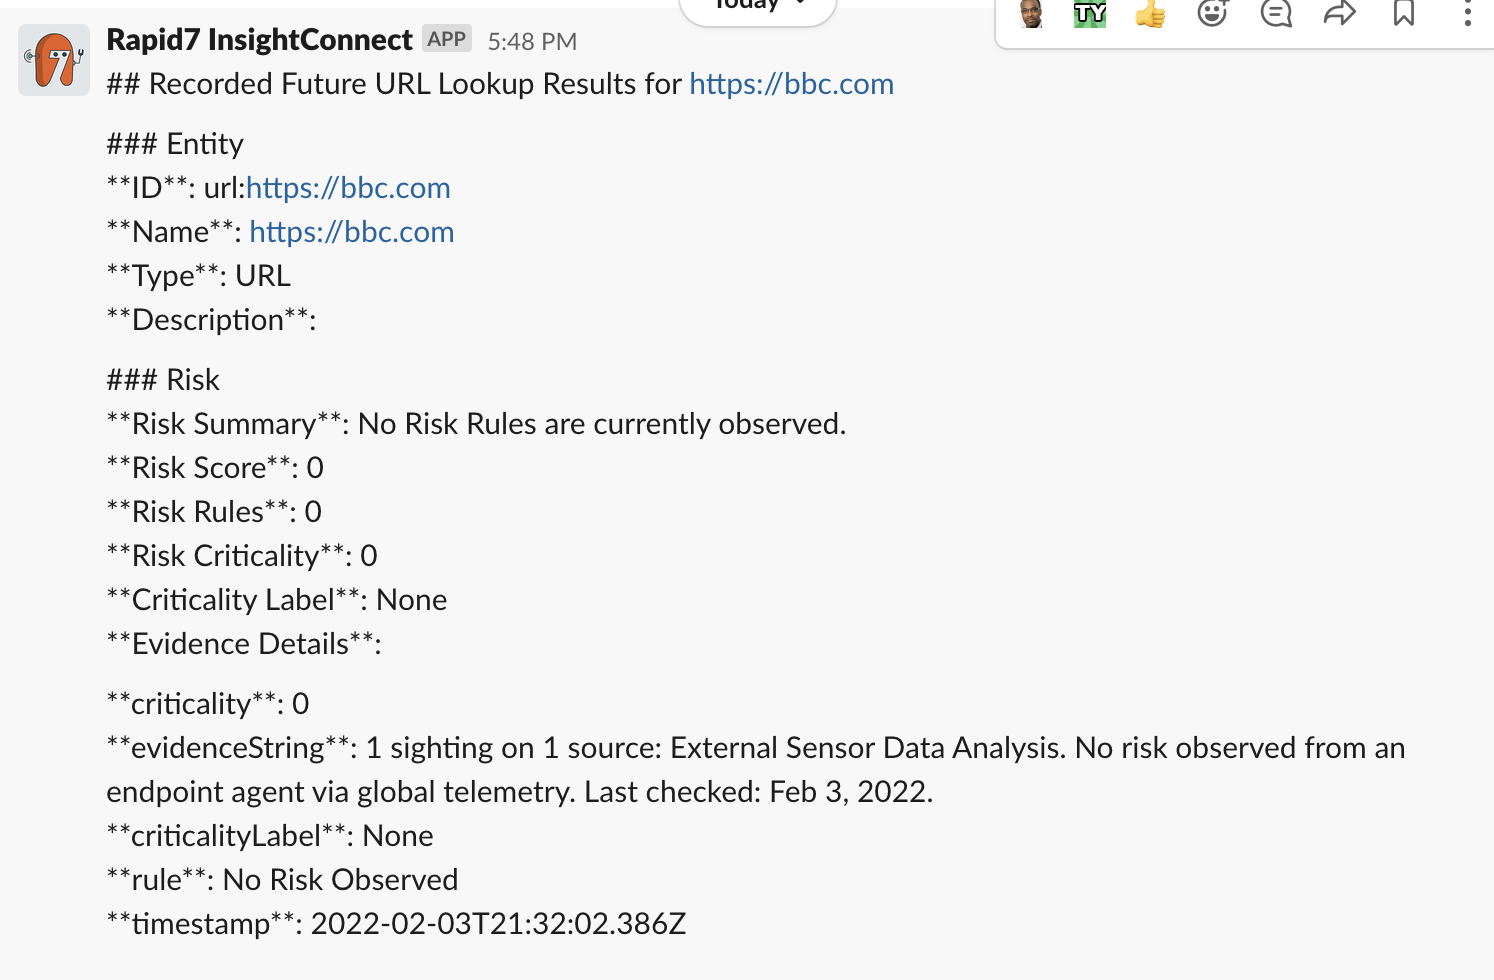 Today
Rapid7 InsightConnect APP 5:48 PM
TY
## Recorded Future URL Lookup Results for https://bbc.com
### Entity
**ID**: url:https://bbc.com
**Name**: https://bbc.com
**Type**: URL
**Description**:
### Risk
**Risk Summary**: No Risk Rules are currently observed.
**Risk Score**: 0
**Risk Rules**: 0
**Risk Criticality**: 0
**Criticality Label**: None
**Evidence Details**:
**criticality**: 0
**evidenceString**: 1 sighting on 1 source: External Sensor Data Analysis. No risk observed from an
endpoint agent via global telemetry. Last checked: Feb 3, 2022.
**criticalityLabel**: None
**rule**: No Risk Observed
**timestamp**: 2022-02-03T21:32:02.386Z